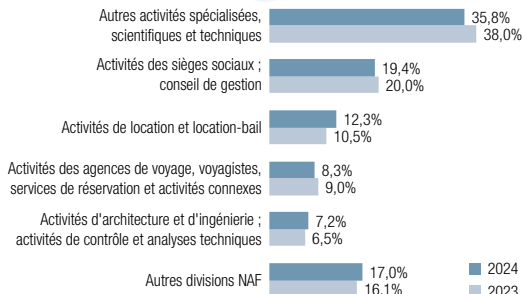 Autres activités spécialisées,
scientifiques et techniques
35,8%
38,0%
Activités des sièges sociaux ;
conseil de gestion
19,4%
20,0%
Activités de location et location-bail
12,3%
10,5%
Activités des agences de voyage, voyagistes,
services de réservation et activités connexes
8,3%
9,0%
Activités d'architecture et d'ingénierie ;
activités de contrôle et analyses techniques
7,2%
6,5%
Autres divisions NAF
17,0%
16,1%
2024
2023